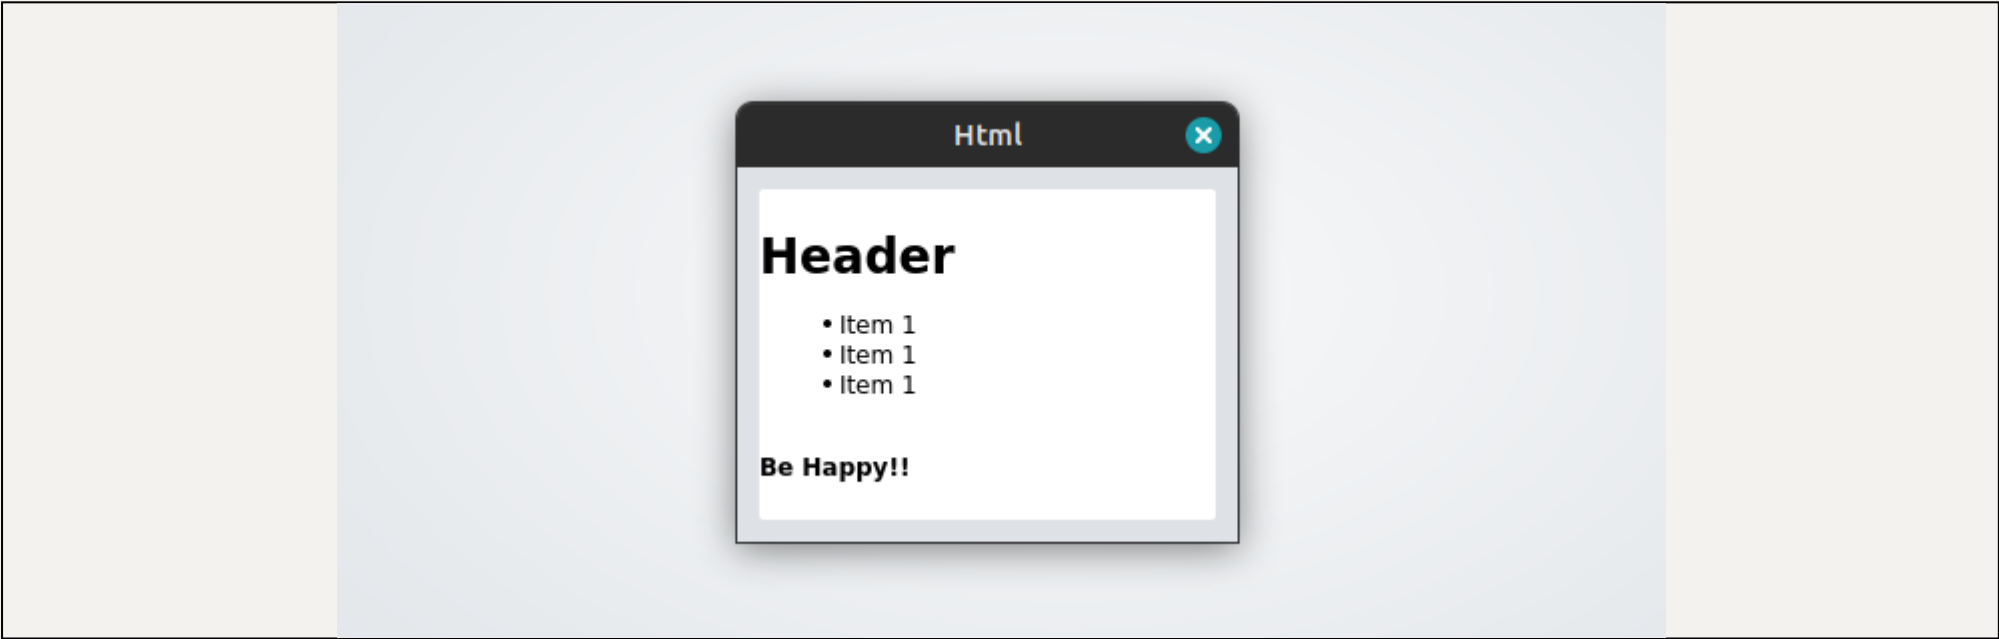 Html
Header
• Item 1
• Item 1
• Item 1
Be Happy!!